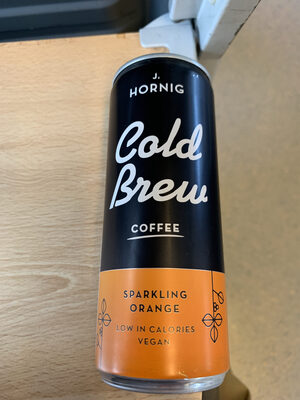 J.
HORNIG
Cold
Brew
COFFEE
SPARKLING
ORANGE
LOW IN CALORIES
VEGAN